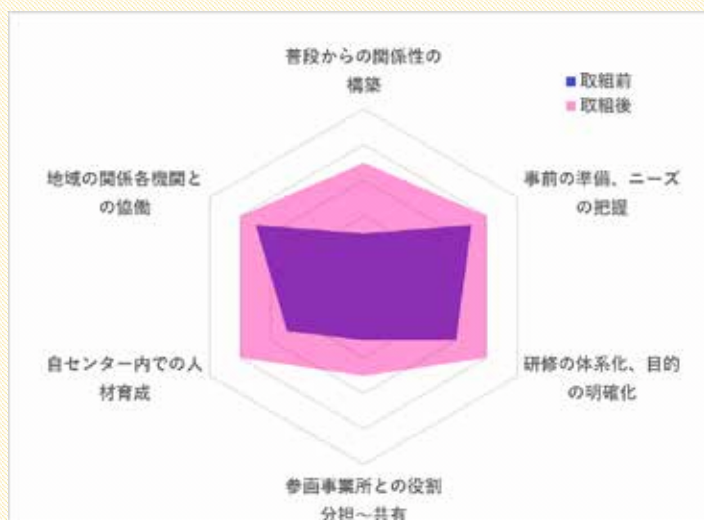 普段からの関係性の
構築
取組前
取組後
事前の準備、ニーズ
の把握
研修の体系化、目的
の明確化
参画事業所との役割
分担～共有
自センター内での人
材育成
地域の関係各機関と
の協働